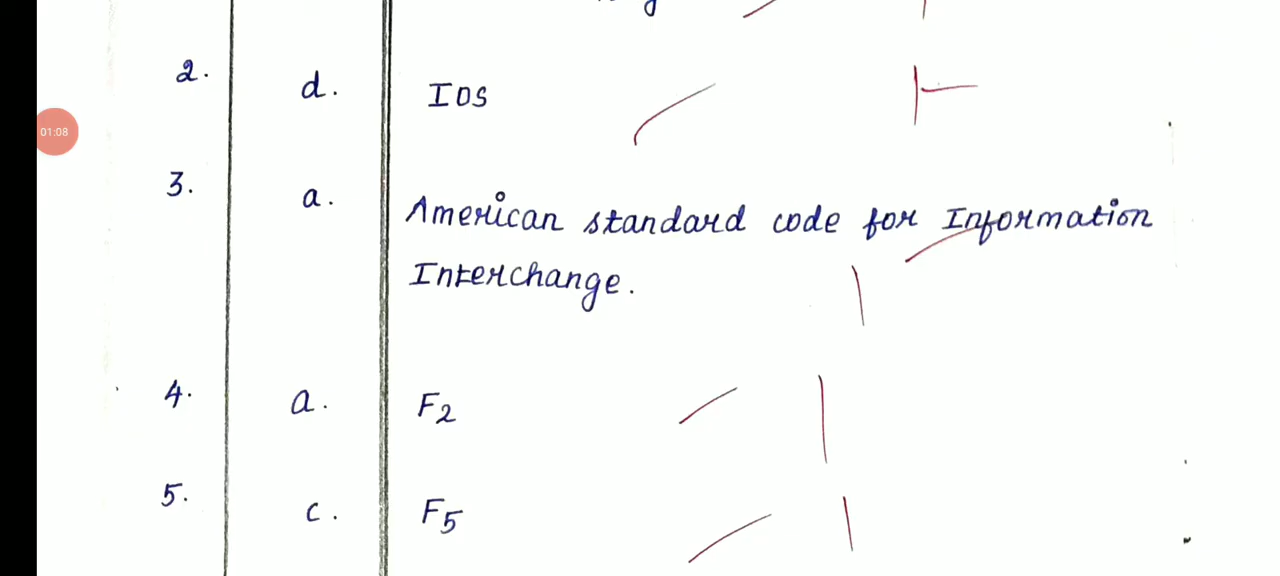 2. d. IOS
01:08
3. a. American standard code for Information
Interchange.
4. a. F2
5. c. F5